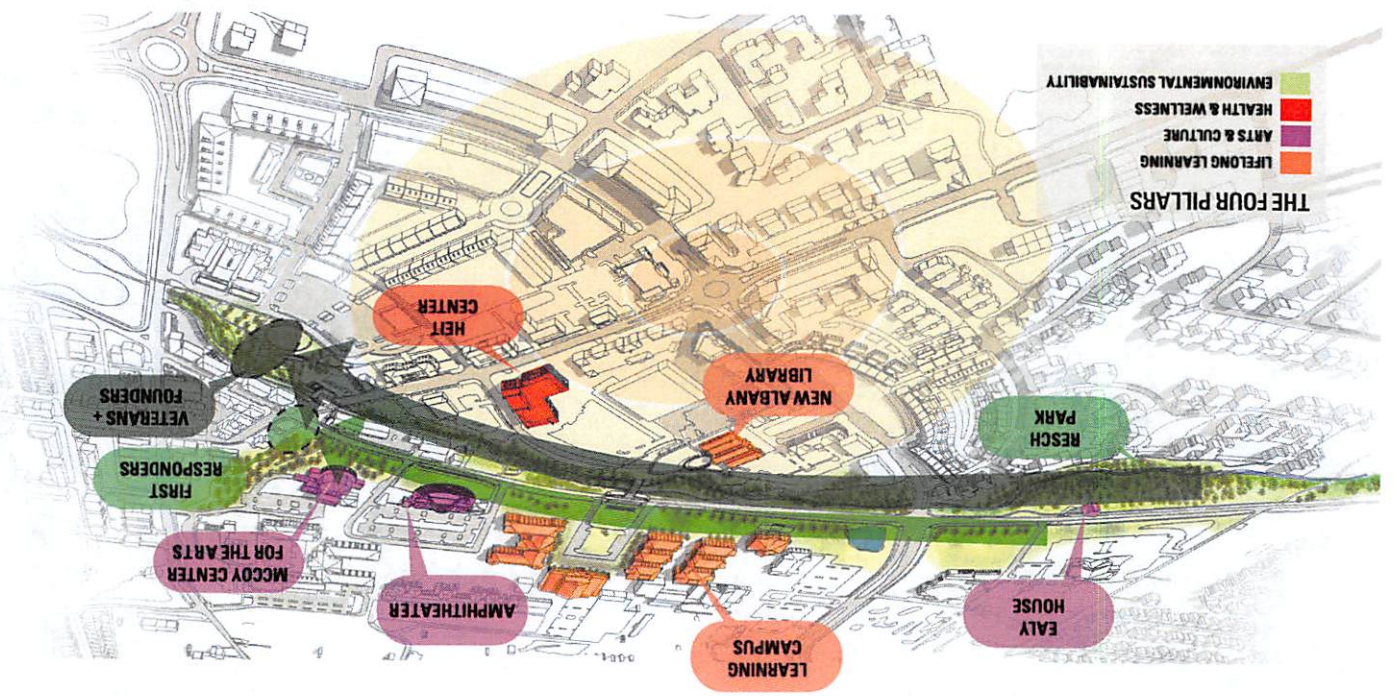 LEARNING
CAMPUS
EALY
HOUSE
AMPHITHEATER
MCCOY CENTER
FOR THE ARTS
FIRST
RESPONDERS
RESCH
PARK
VETERANS +
FOUNDERS
NEW ALBANY
LIBRARY
HEIT
CENTER
THE FOUR PILLARS
LIFELONG LEARNING
ARTS & CULTURE
HEALTH & WELLNESS
ENVIRONMENTAL SUSTAINABILITY